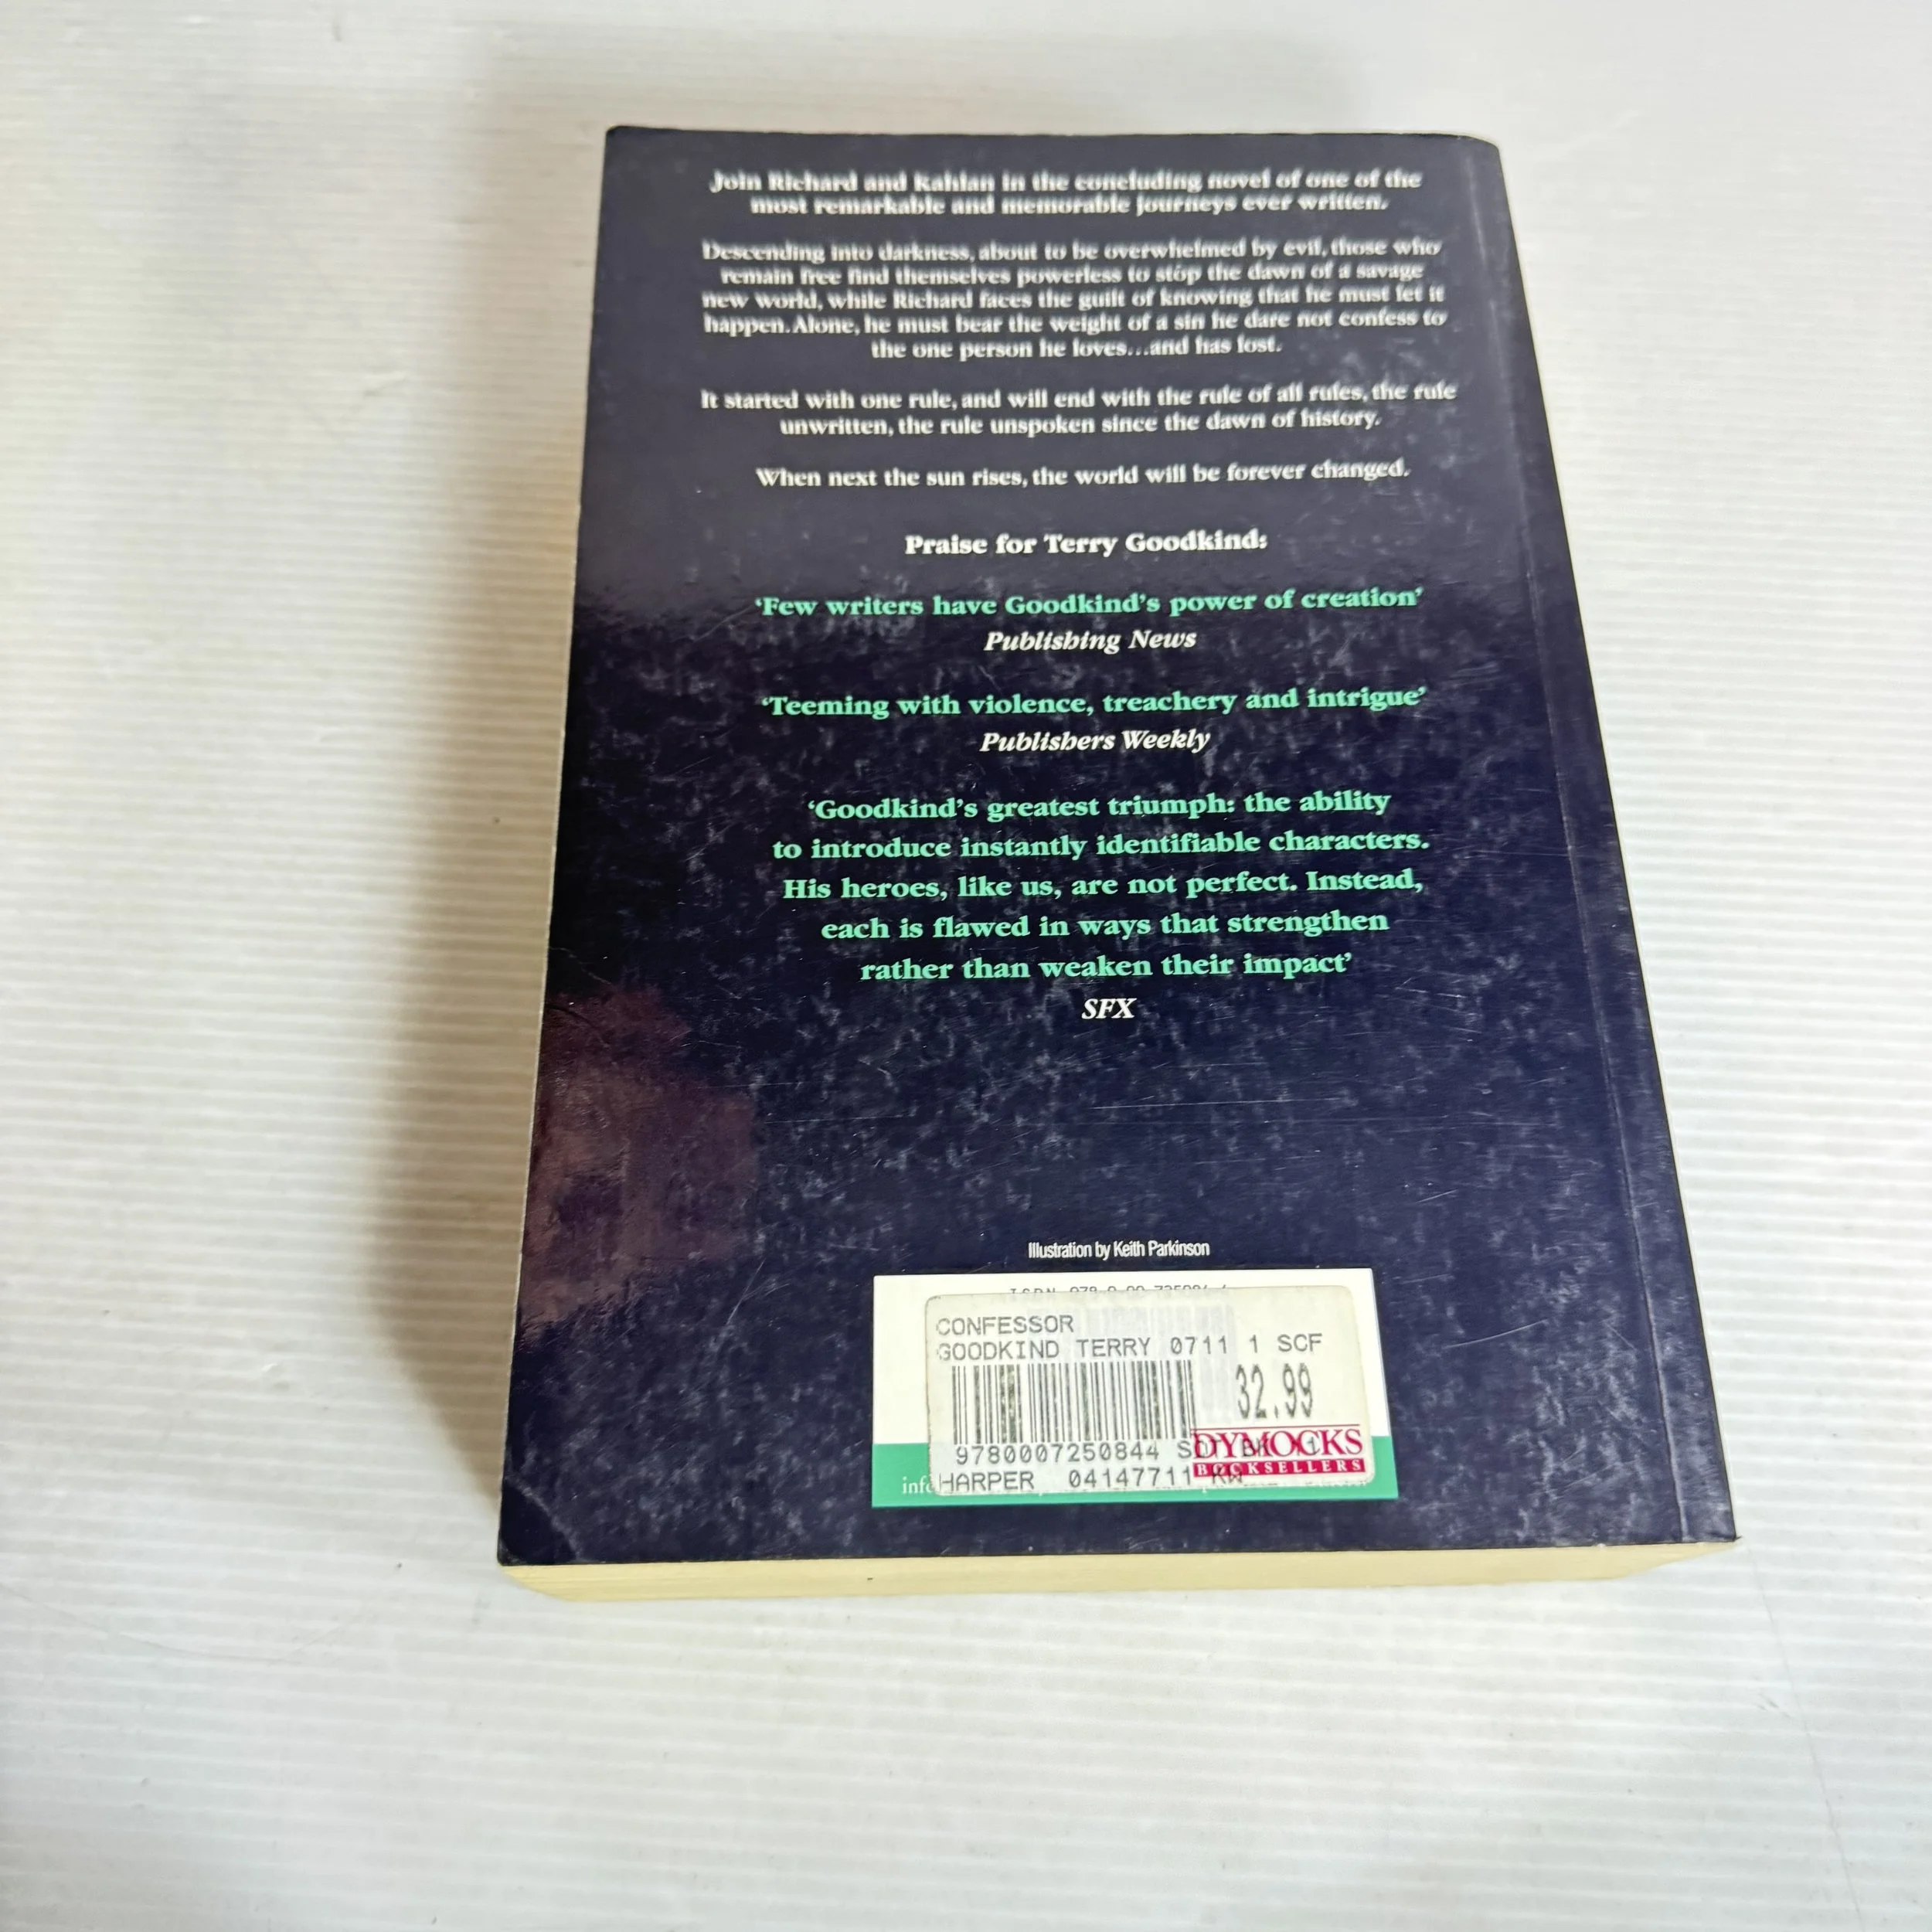 Join Richard and Kahlan in the concluding novel of one of the
most remarkable and memorable journeys ever written.
Descending into darkness, about to be overwhelmed by evil, those who
remain free find themselves powerless to stop the dawn of a savage
new world, while Richard faces the guilt of knowing that he must let it
happen. Alone, he must bear the weight of a sin he dare not confess to
the one person he loves...and has lost.
It started with one rule, and will end with the rule of all rules, the rule
unwritten, the rule unspoken since the dawn of history.
When next the sun rises, the world will be forever changed.
Praise for Terry Goodkind:
‘Few writers have Goodkind’s power of creation’
Publishing News
‘Teeming with violence, treachery and intrigue’
Publishers Weekly
‘Goodkind’s greatest triumph: the ability
to introduce instantly identifiable characters.
His heroes, like us, are not perfect. Instead,
each is flawed in ways that strengthen
rather than weaken their impact’
SFX
Illustration by Keith Parkinson
CONFESSOR
GOODKIND TERRY 0711 1 SCF
32.99
9780007250844
DYMOCKS
BOOKSELLERS
HARPER 04147711